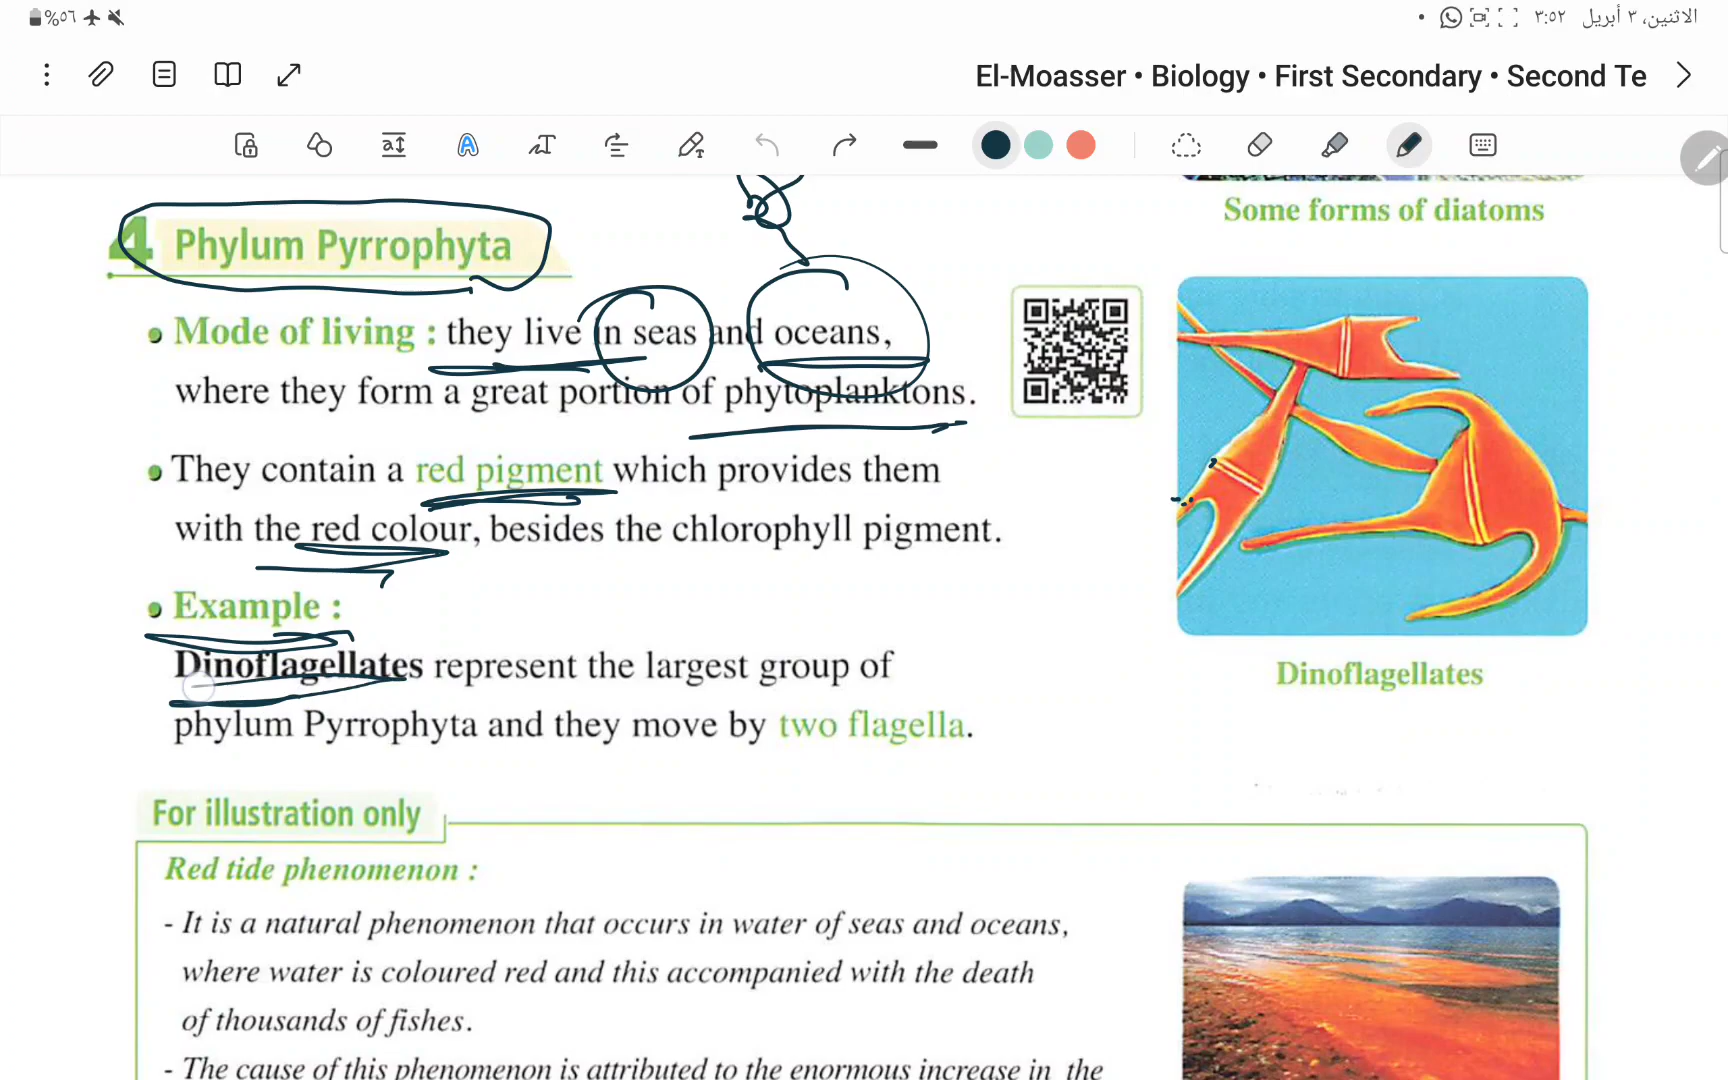 %٥٦
الاثنين، ٣ أبريل ٣:٥٢
El-Moasser • Biology • First Secondary • Second Te
Some forms of diatoms
4 Phylum Pyrrophyta
• Mode of living : they live in seas and oceans,
where they form a great portion of phytoplanktons.
• They contain a red pigment which provides them
with the red colour, besides the chlorophyll pigment.
• Example :
Dinoflagellates represent the largest group of
phylum Pyrrophyta and they move by two flagella.
Dinoflagellates
For illustration only
Red tide phenomenon :
- It is a natural phenomenon that occurs in water of seas and oceans,
where water is coloured red and this accompanied with the death
of thousands of fishes.
- The cause of this phenomenon is attributed to the enormous increase in the